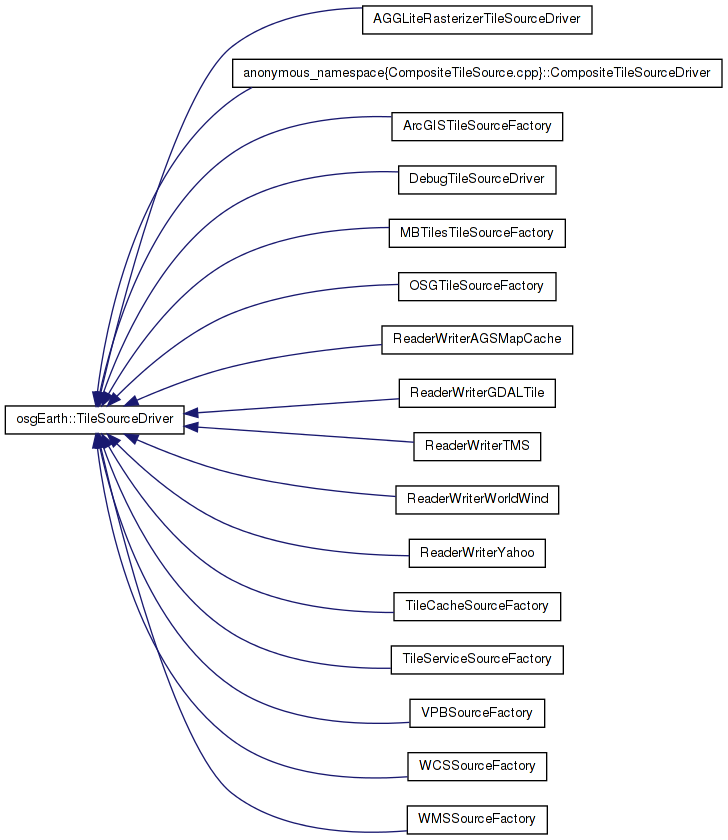 AGGLiteRasterizerTileSourceDriver
anonymous_namespace{CompositeTileSource.cpp}::CompositeTileSourceDriver
ArcGISTileSourceFactory
DebugTileSourceDriver
MBTilesTileSourceFactory
OSGTileSourceFactory
ReaderWriterAGSMapCache
ReaderWriterGDALTile
osgEarth::TileSourceDriver
ReaderWriterTMS
ReaderWriterWorldWind
ReaderWriterYahoo
TileCacheSourceFactory
TileServiceSourceFactory
VPBSourceFactory
WCSSourceFactory
WMSSourceFactory